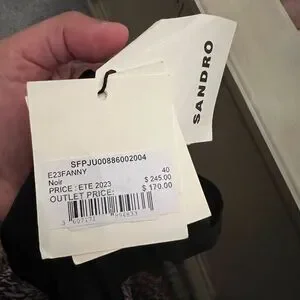 SANDRO
SFPJU00886002004
E23FANNY 40
Noir $ 245.00
PRICE : ETE 2023 $ 170.00
OUTLET PRICE: